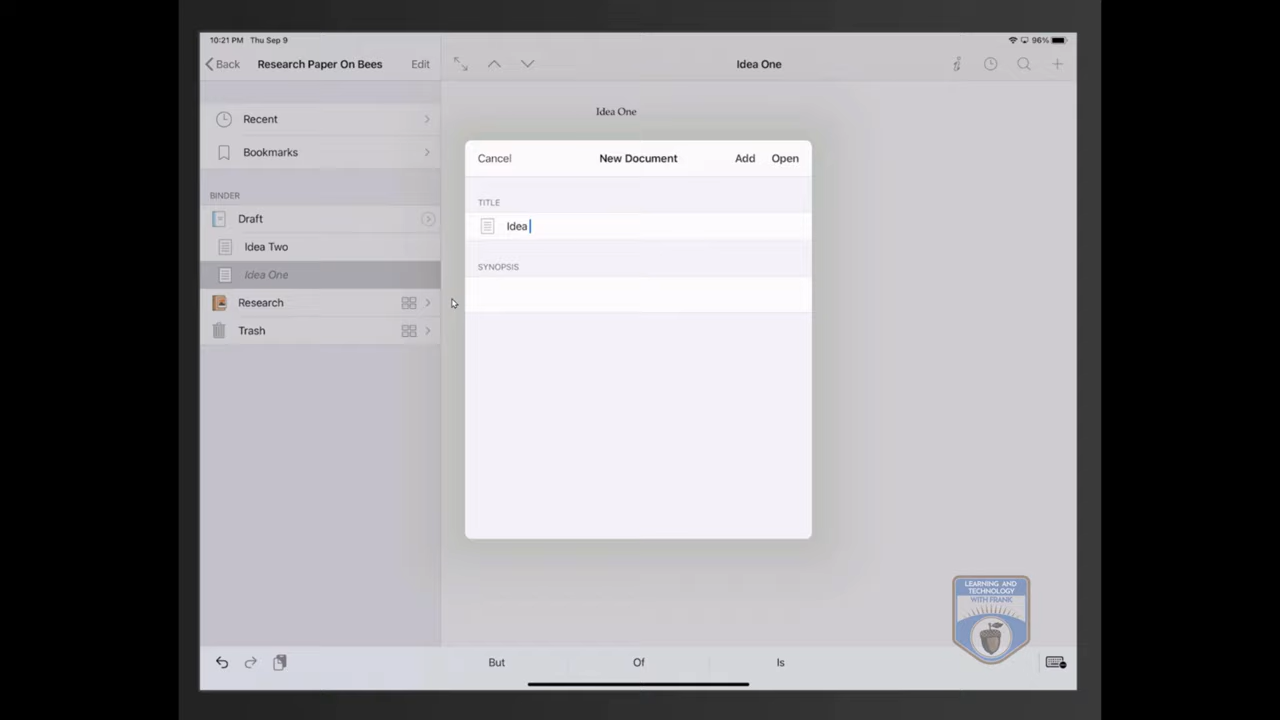 10:21 PM Thu Sep 9
96%
Back
Research Paper On Bees
Edit
Idea One
Recent
Bookmarks
BINDER
Draft
Idea Two
Idea One
Research
Trash
Idea One
Cancel
New Document
Add
Open
TITLE
Idea
SYNOPSIS
LEARNING AND
TECHNOLOGY
WITH FRANK
But
Of
Is